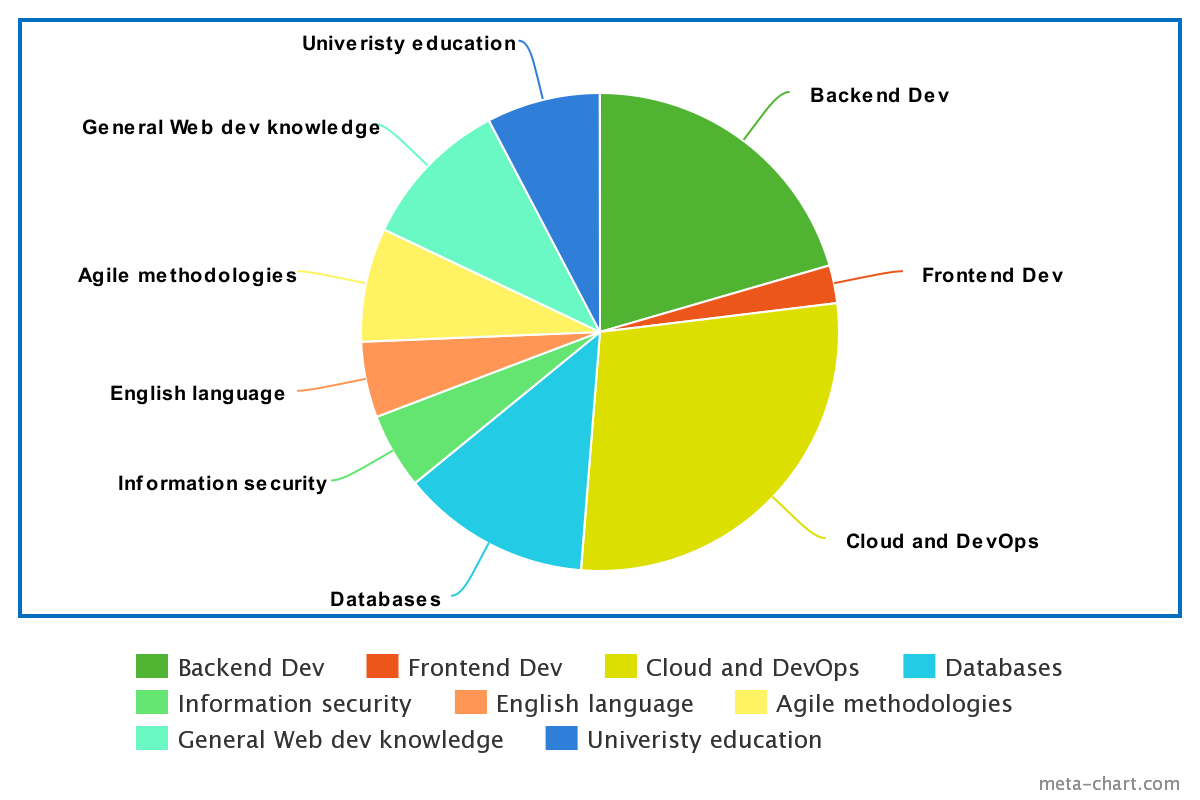 Univeristy education
Backend Dev
General Web dev knowledge
Agile methodologies
Frontend Dev
English language
Information security
Cloud and DevOps
Databases
Backend Dev Frontend Dev Cloud and DevOps Databases
Information security English language Agile methodologies
General Web dev knowledge Univeristy education
meta-chart.com